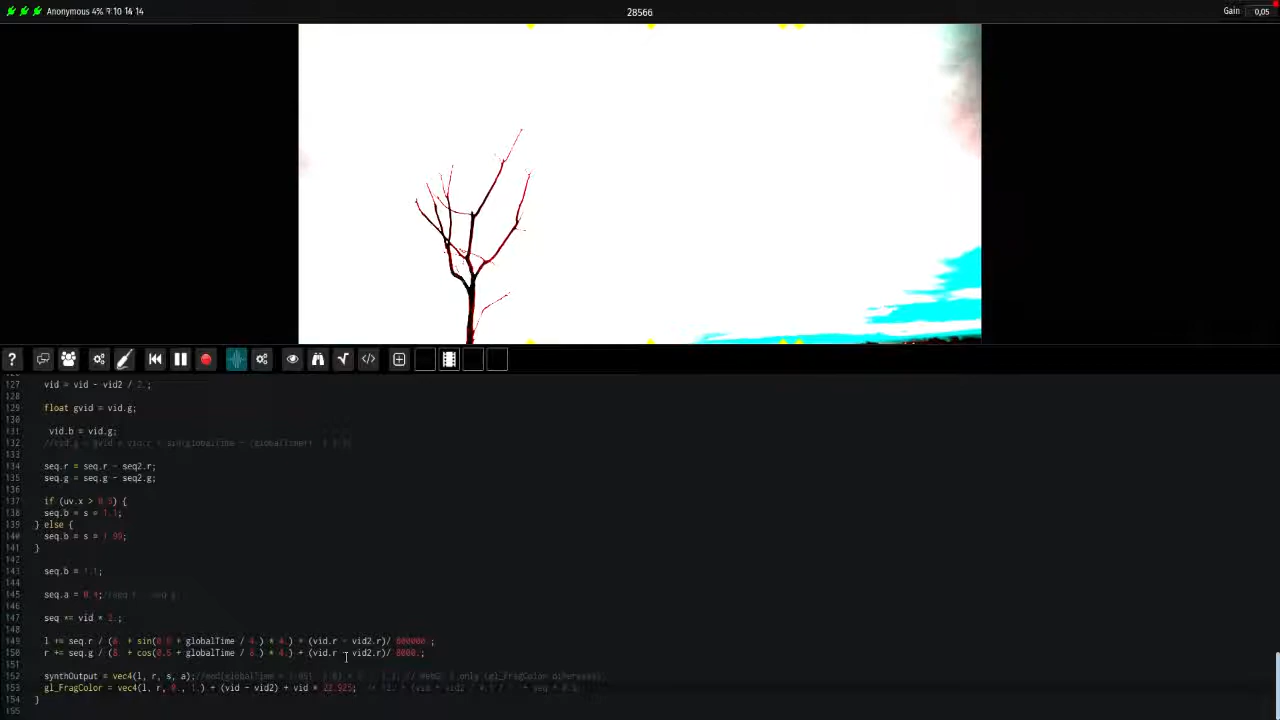 Anonymous 4% 7:10 14 14
28566
Gain 0,05
127 vid = vid - vid2 / 2.;
128
129 float gvid = vid.g;
130
131 vid.b = vid.g;
132
133
134 seq.r = seq.r - seq2.r;
135 seq.g = seq.g - seq2.g;
136
137 if (uv.x > 0.5) {
138 seq.b = s = 1.1;
139 } else {
140 seq.b = s = 1.99;
141 }
142
143 seq.b = 1.1;
144
145 seq.a = 0.4;
146
147 seq *= vid * 2.;
148
149 l += seq.r / (6. + sin(0.5 + globalTime / 4.) * 4.) + (vid.r - vid2.r)/ 800000.;
150 r += seq.g / (8. + cos(0.5 + globalTime / 8.) * 4.) + (vid.r - vid2.r)/ 8000.;
151
152 synthOutput = vec4(l, r, s, a);
153 gl_FragColor = vec4(l, r, 0., 1.) + (vid - vid2) + vid * 22.925;
154 }
155